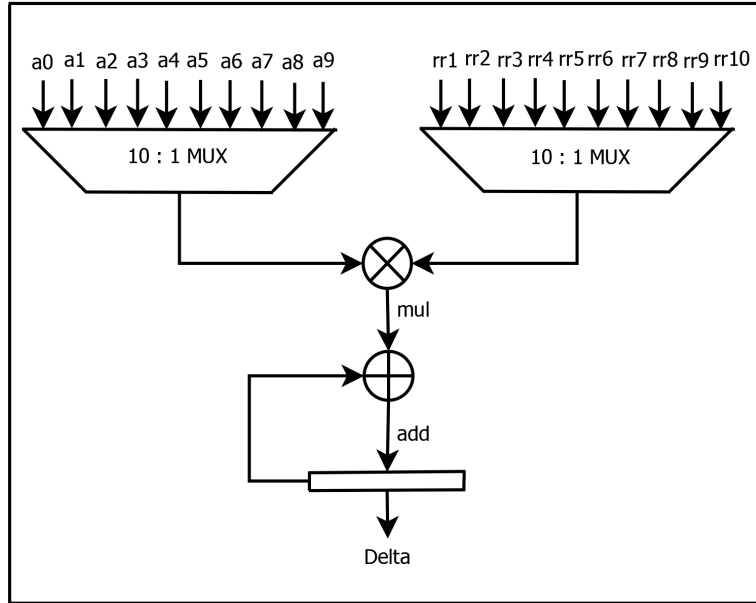 a0 a1 a2 a3 a4 a5 a6 a7 a8 a9
rr1 rr2 rr3 rr4 rr5 rr6 rr7 rr8 rr9 rr10
10 : 1 MUX
10 : 1 MUX
mul
add
Delta